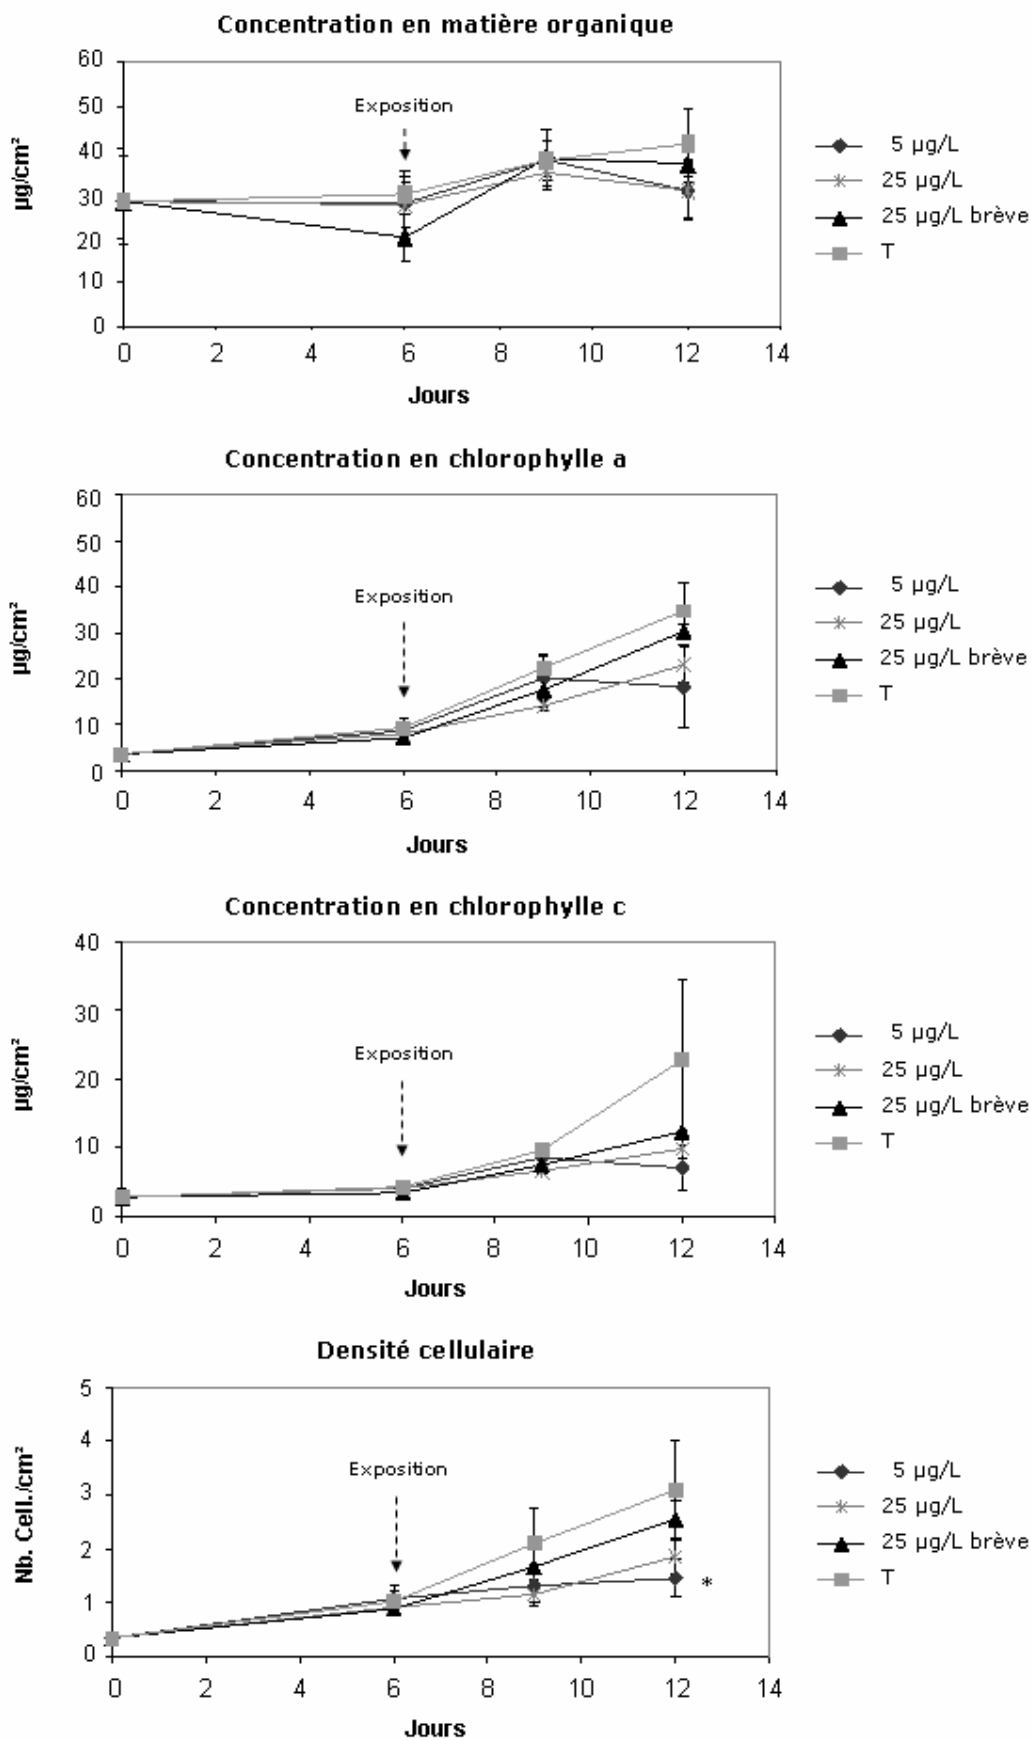 Concentration en matière organique
60
50
40
30
20
10
0
µg/cm²
Exposition
0 2 4 6 8 10 12 14
Jours
5 µg/L
25 µg/L
25 µg/L brève
T
Concentration en chlorophylle a
60
50
40
30
20
10
0
µg/cm²
Exposition
0 2 4 6 8 10 12 14
Jours
5 µg/L
25 µg/L
25 µg/L brève
T
Concentration en chlorophylle c
40
30
20
10
0
µg/cm²
Exposition
0 2 4 6 8 10 12 14
Jours
5 µg/L
25 µg/L
25 µg/L brève
T
Densité cellulaire
5
4
3
2
1
0
Nb. Cell./cm²
Exposition
*
0 2 4 6 8 10 12 14
Jours
5 µg/L
25 µg/L
25 µg/L brève
T